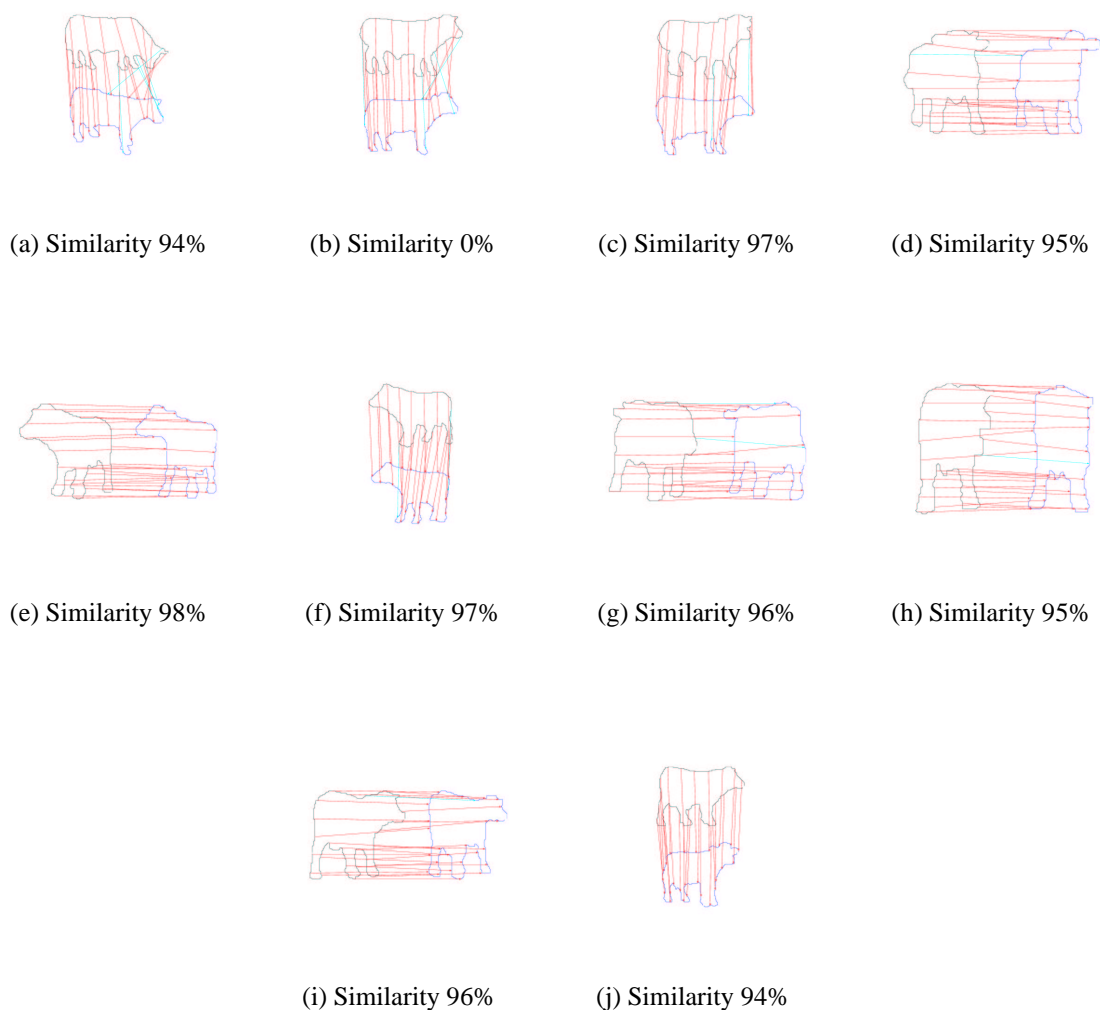 (a) Similarity 94%
(b) Similarity 0%
(c) Similarity 97%
(d) Similarity 95%
(e) Similarity 98%
(f) Similarity 97%
(g) Similarity 96%
(h) Similarity 95%
(i) Similarity 96%
(j) Similarity 94%